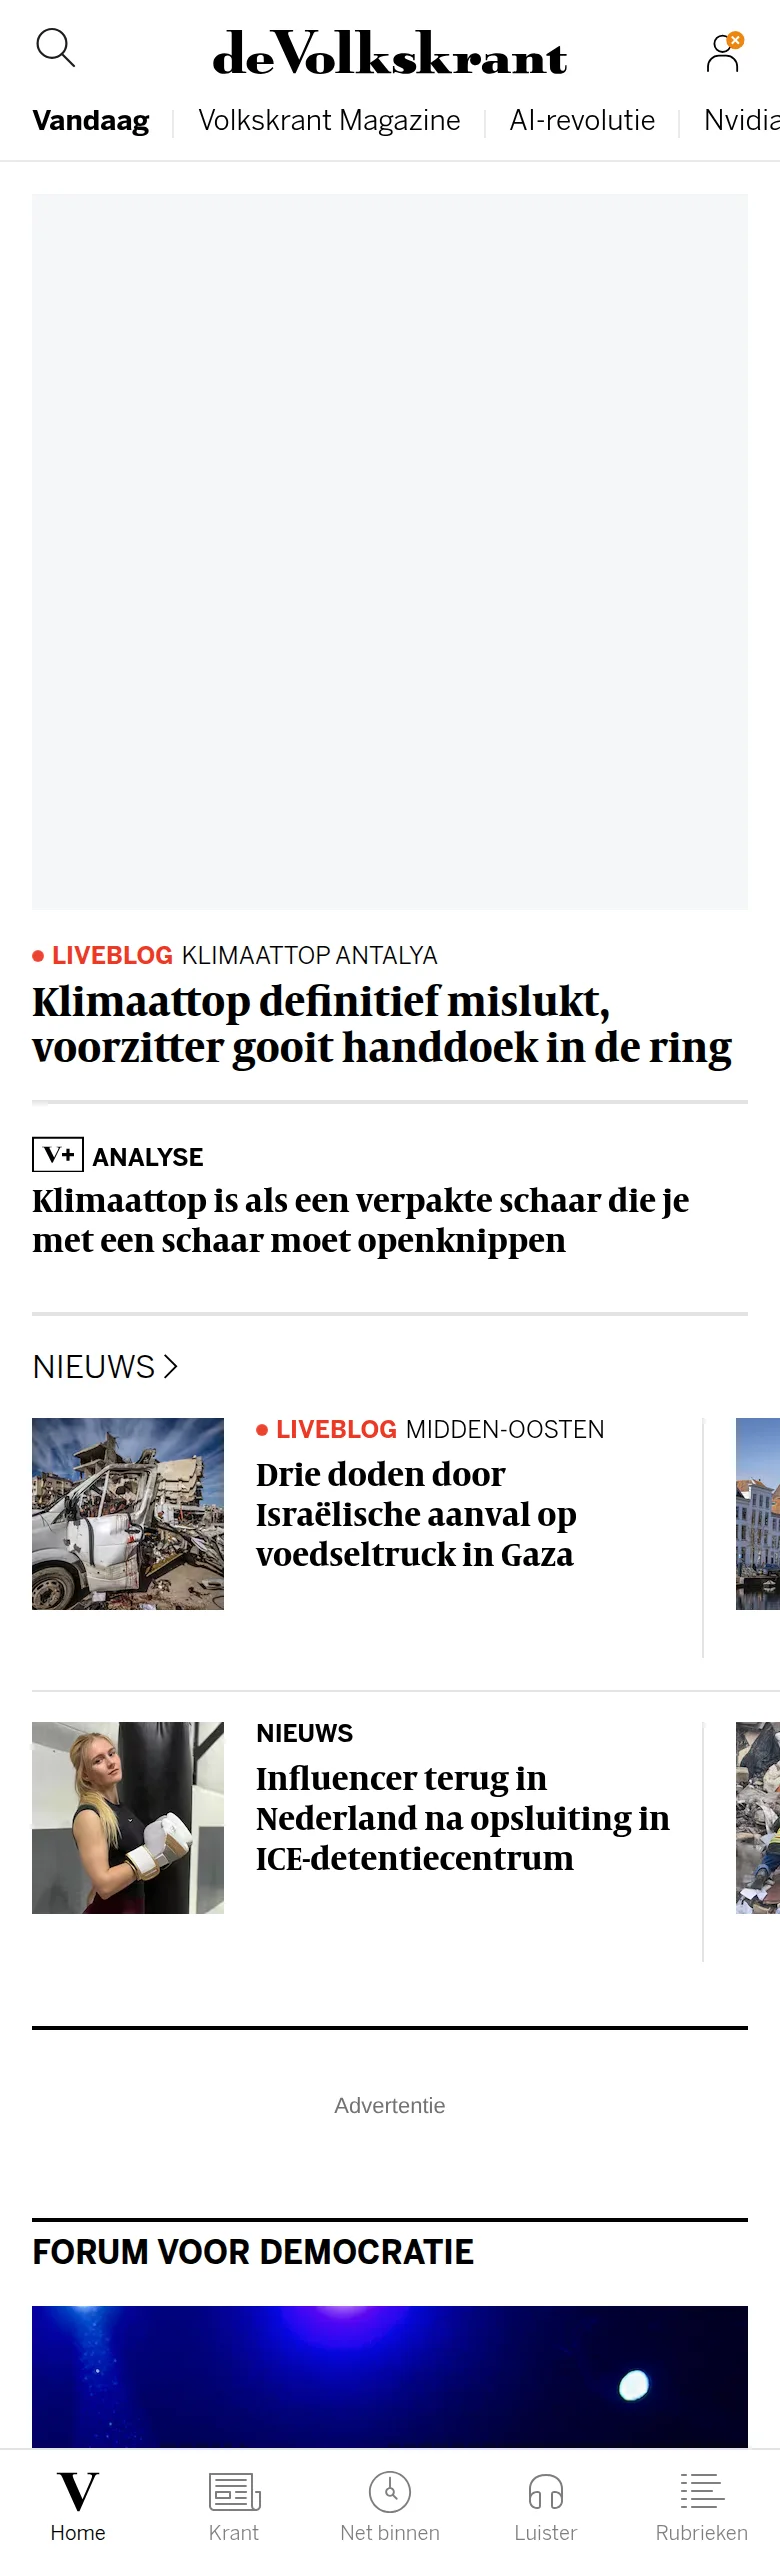 deVolkskrant
Vandaag
Volkskrant Magazine
AI-revolutie
Nvidia
LIVEBLOG KLIMAATTOP ANTALYA
Klimaattop definitief mislukt,
voorzitter gooit handdoek in de ring
V+ ANALYSE
Klimaattop is als een verpakte schaar die je
met een schaar moet openknippen
NIEUWS
LIVEBLOG MIDDEN-OOSTEN
Drie doden door
Israëlische aanval op
voedseltruck in Gaza
NIEUWS
Influencer terug in
Nederland na opsluiting in
ICE-detentiecentrum
Advertentie
FORUM VOOR DEMOCRATIE
V
Home
Krant
Net binnen
Luister
Rubrieken